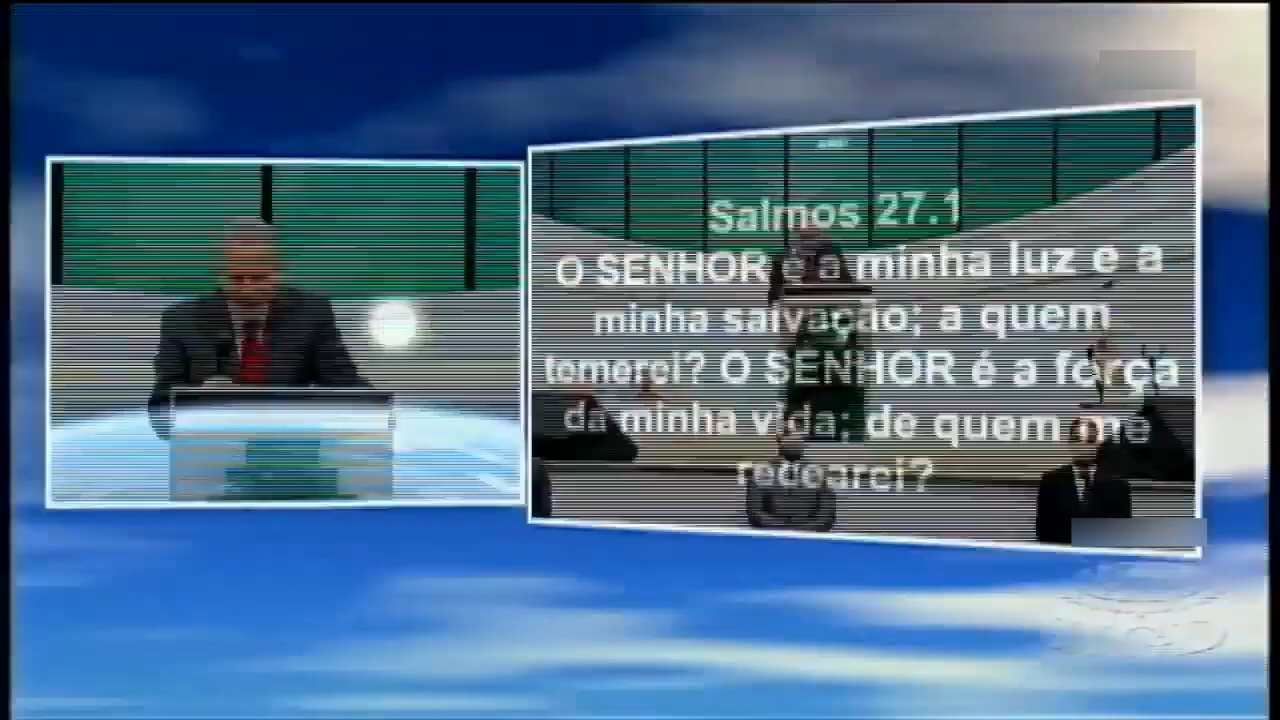 Salmos 27.1
O SENHOR é a minha luz e a
minha salvação; a quem
temerei? O SENHOR é a força
da minha vida; de quem me
recearei?